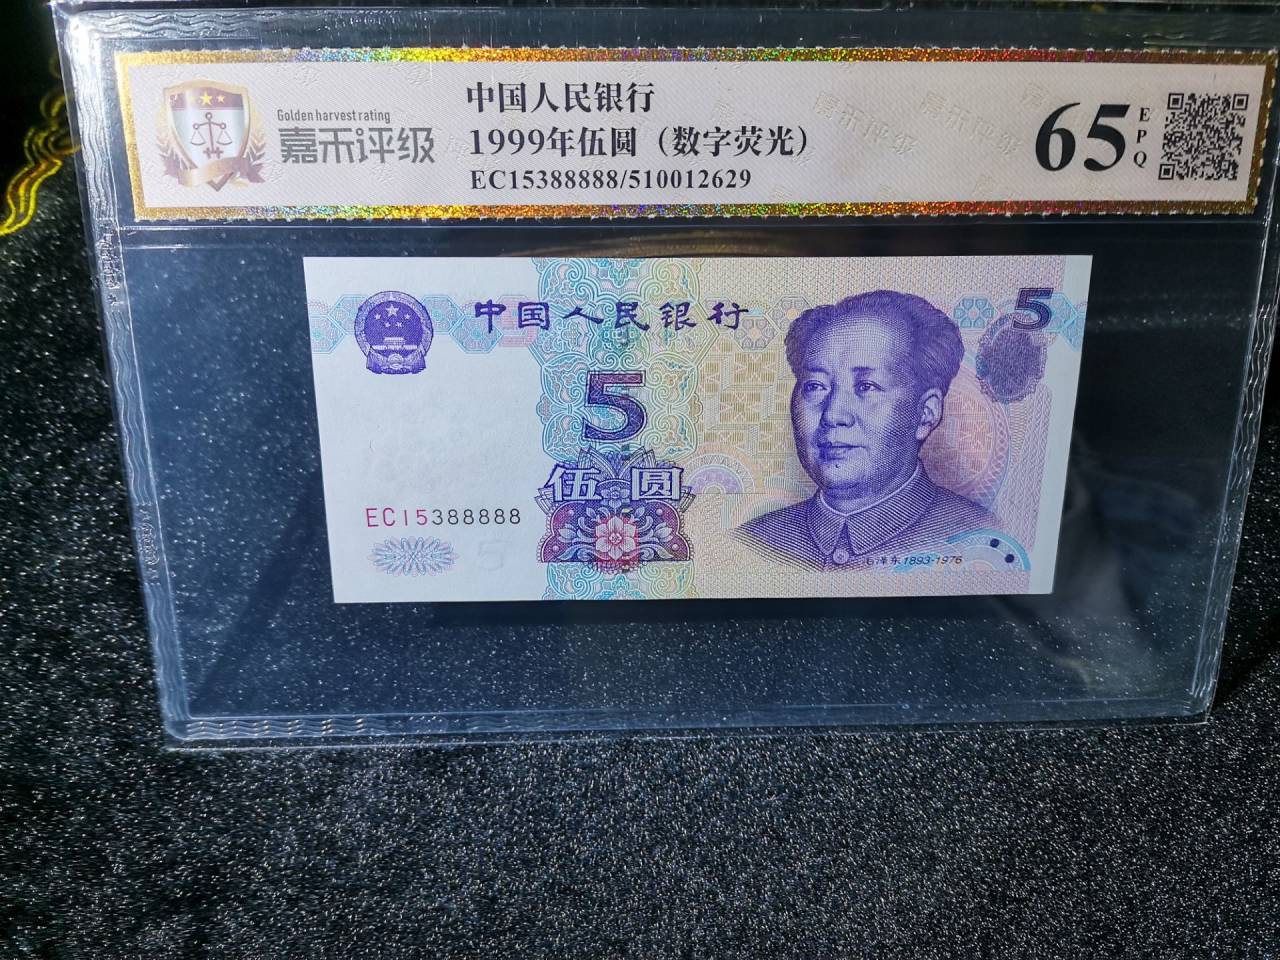 Golden harvest rating
嘉禾评级
中国人民银行
1999年伍圆（数字荧光）
EC15388888/510012629
65
EPQ
中国人民银行
5
5
伍圆
EC15388888
毛泽东1893-1976